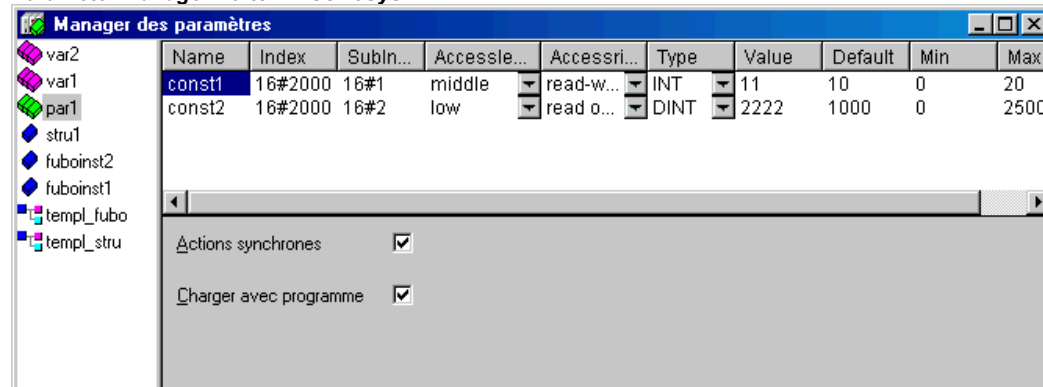 Manager des paramètres
var2
var1
par1
stru1
fuboinst2
fuboinst1
templ_fubo
templ_stru
Name Index SubIn... Accessle... Accessri... Type Value Default Min Max
const1 16#2000 16#1 middle read-w... INT 11 10 0 20
const2 16#2000 16#2 low read o... DINT 2222 1000 0 2500
Actions synchrones
Charger avec programme